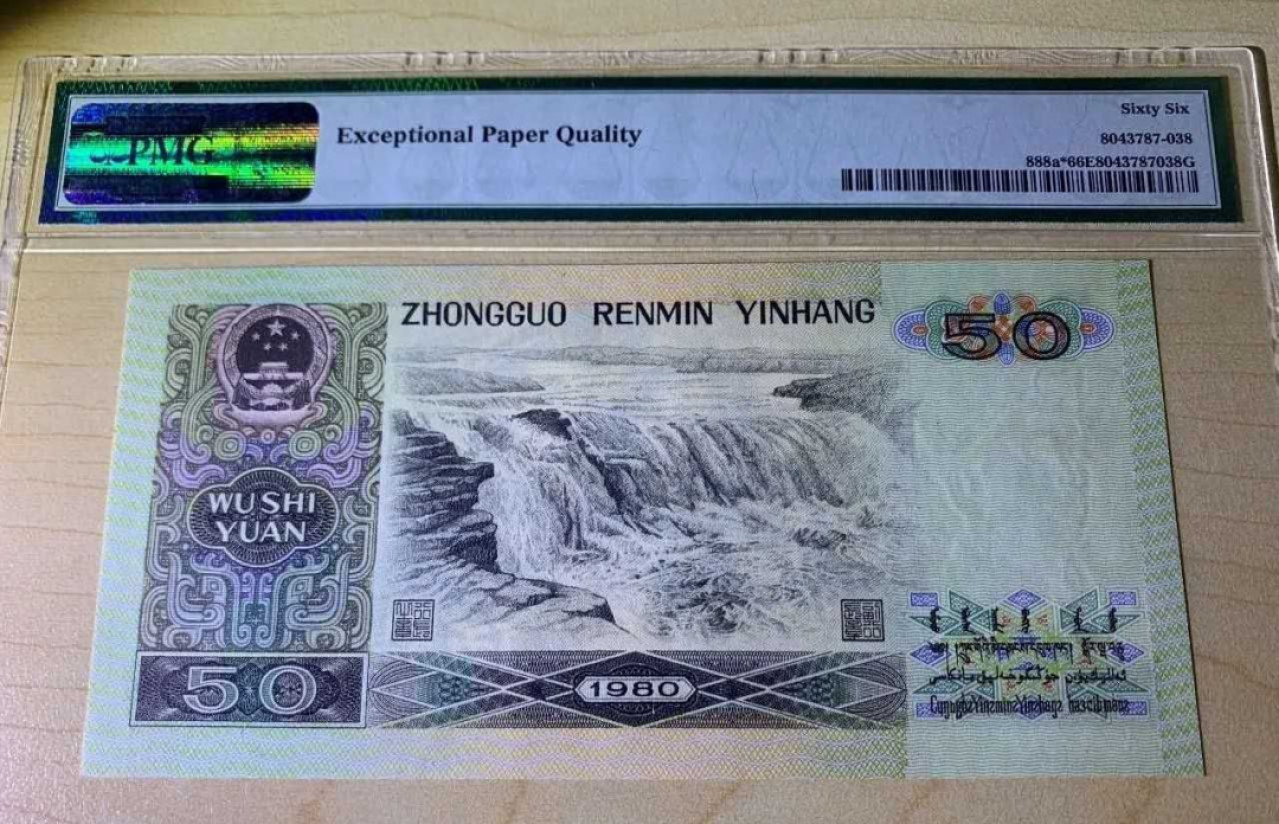 PMG
Exceptional Paper Quality
Sixty Six
8043787-038
888a*66E8043787038G
ZHONGGUO RENMIN YINHANG
50
WU SHI
YUAN
50
1980